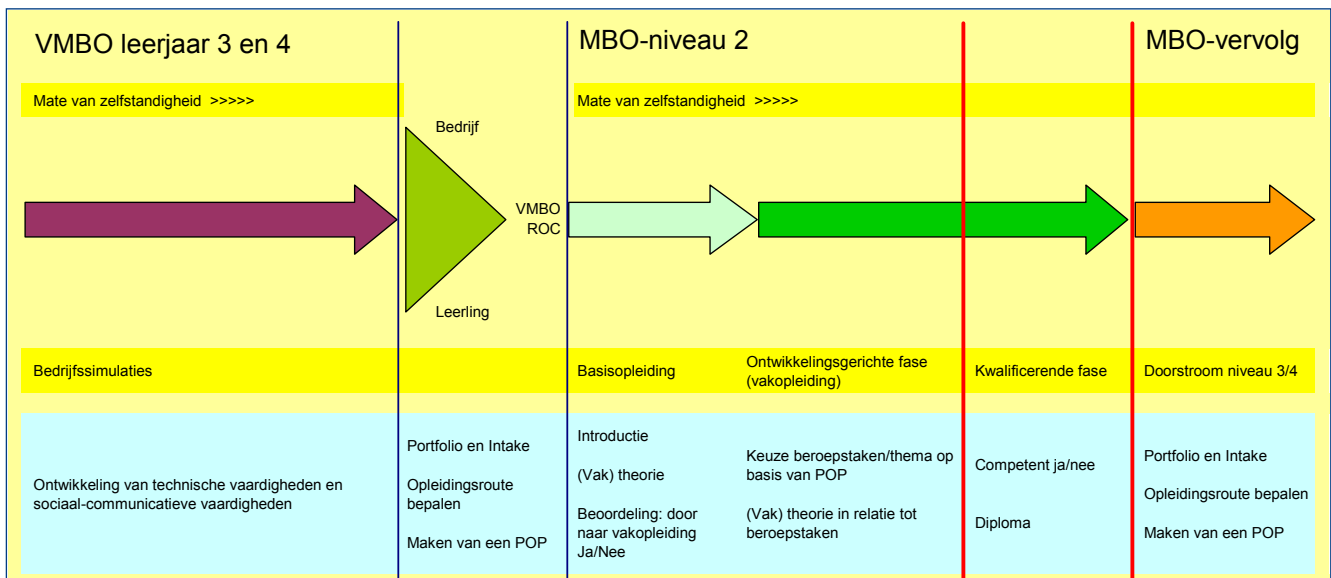 VMBO leerjaar 3 en 4
MBO-niveau 2
MBO-vervolg
Mate van zelfstandigheid >>>>>
Mate van zelfstandigheid >>>>>
Bedrijf
VMBO
ROC
Leerling
Bedrijfssimulaties
Basisopleiding
Ontwikkelingsgerichte fase
(vakopleiding)
Kwalificerende fase
Doorstroom niveau 3/4
Ontwikkeling van technische vaardigheden en
sociaal-communicatieve vaardigheden
Portfolio en Intake
Opleidingsroute
bepalen
Maken van een POP
Introductie
(Vak) theorie
Beoordeling: door
naar vakopleiding
Ja/Nee
Keuze beroepstaken/thema op
basis van POP
(Vak) theorie in relatie tot
beroepstaken
Competent ja/nee
Diploma
Portfolio en Intake
Opleidingsroute bepalen
Maken van een POP